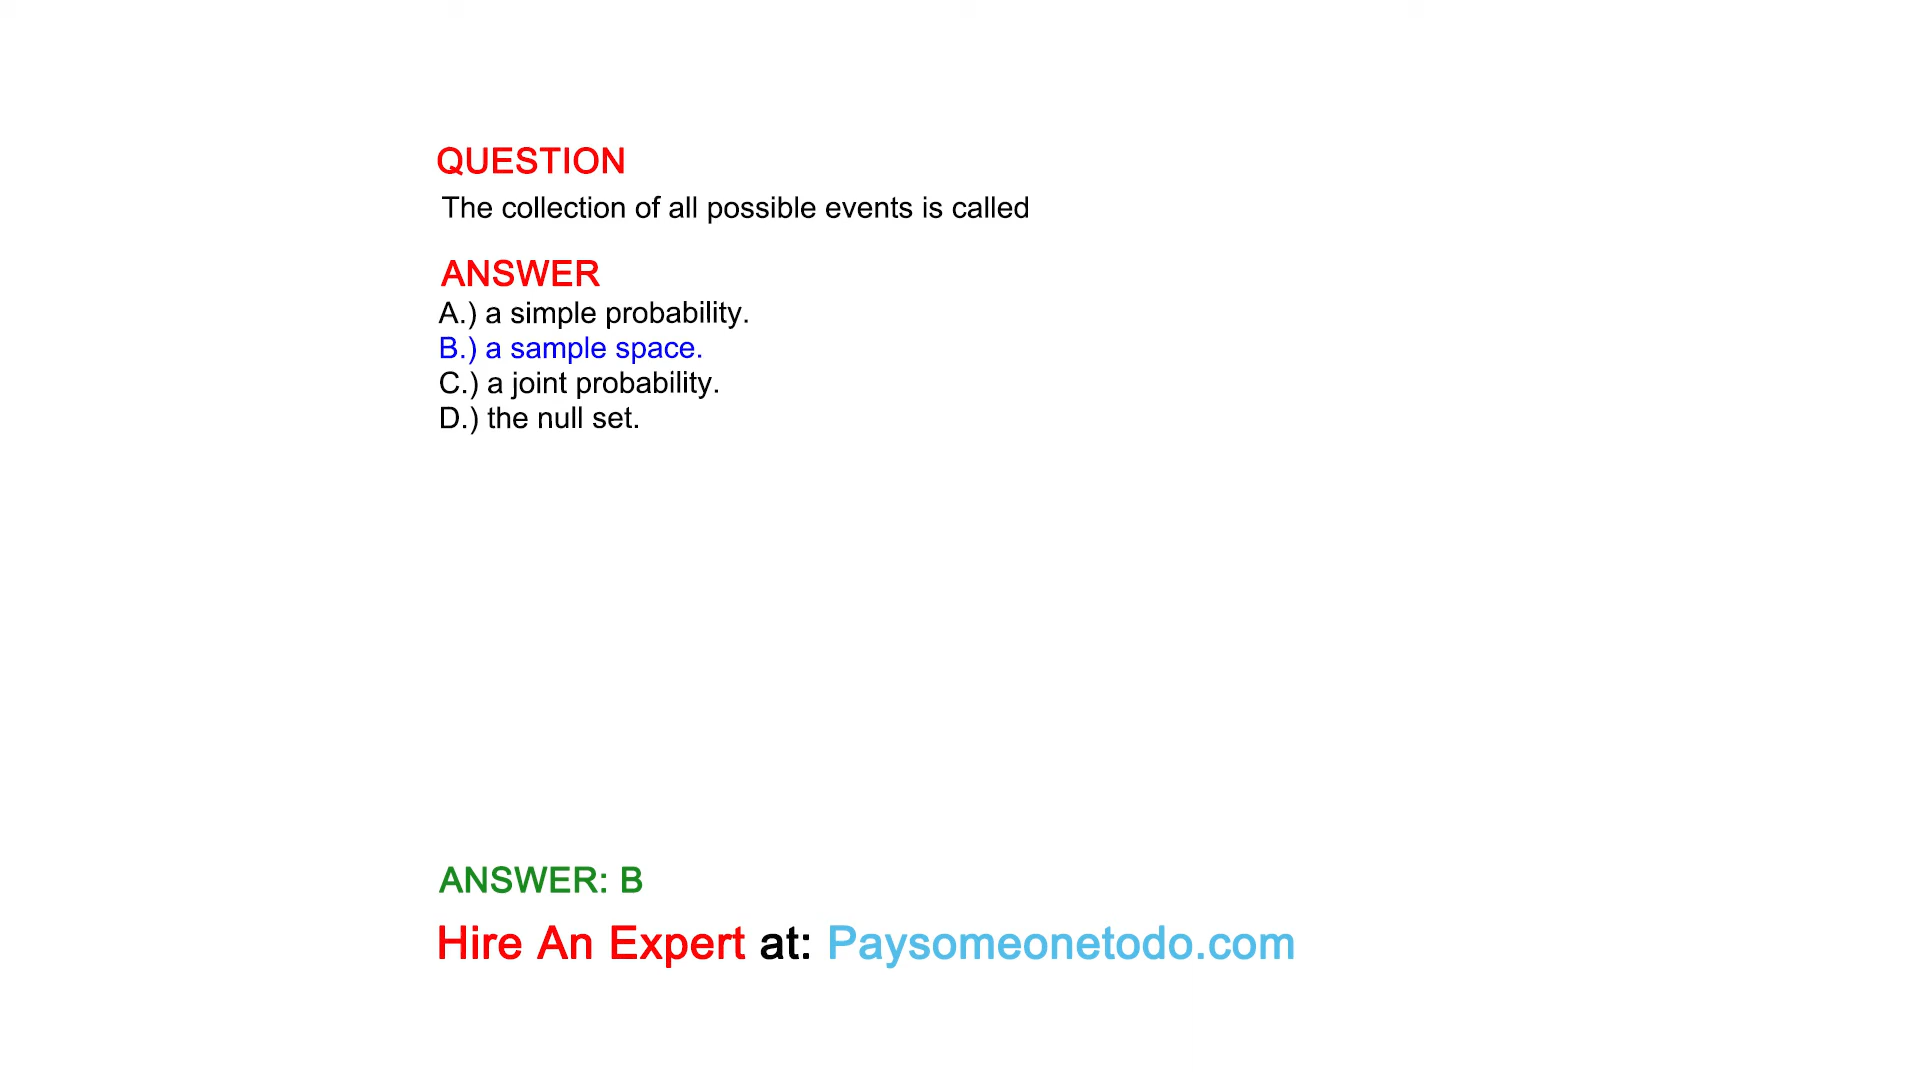 QUESTION
The collection of all possible events is called
ANSWER
A.) a simple probability.
B.) a sample space.
C.) a joint probability.
D.) the null set.
ANSWER: B
Hire An Expert at: Paysomeonetodo.com